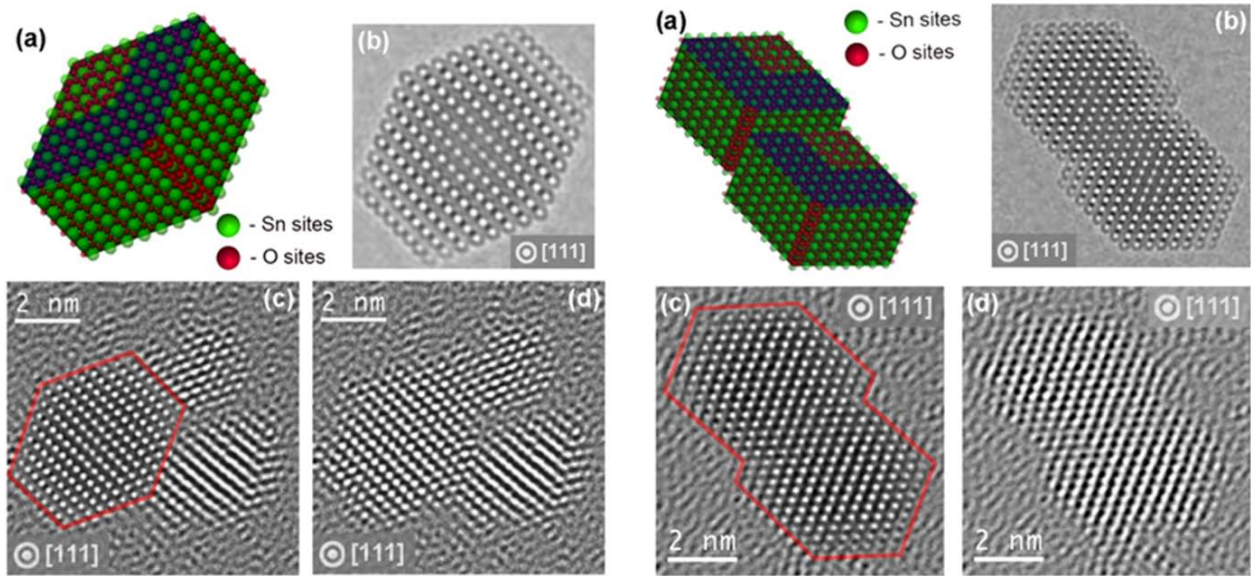 (a)
(b)
- Sn sites
- O sites
[111]
2 nm
(c)
[111]
2 nm
(d)
(a)
- Sn sites
- O sites
(b)
[111]
(c)
[111]
2 nm
(d)
[111]
2 nm